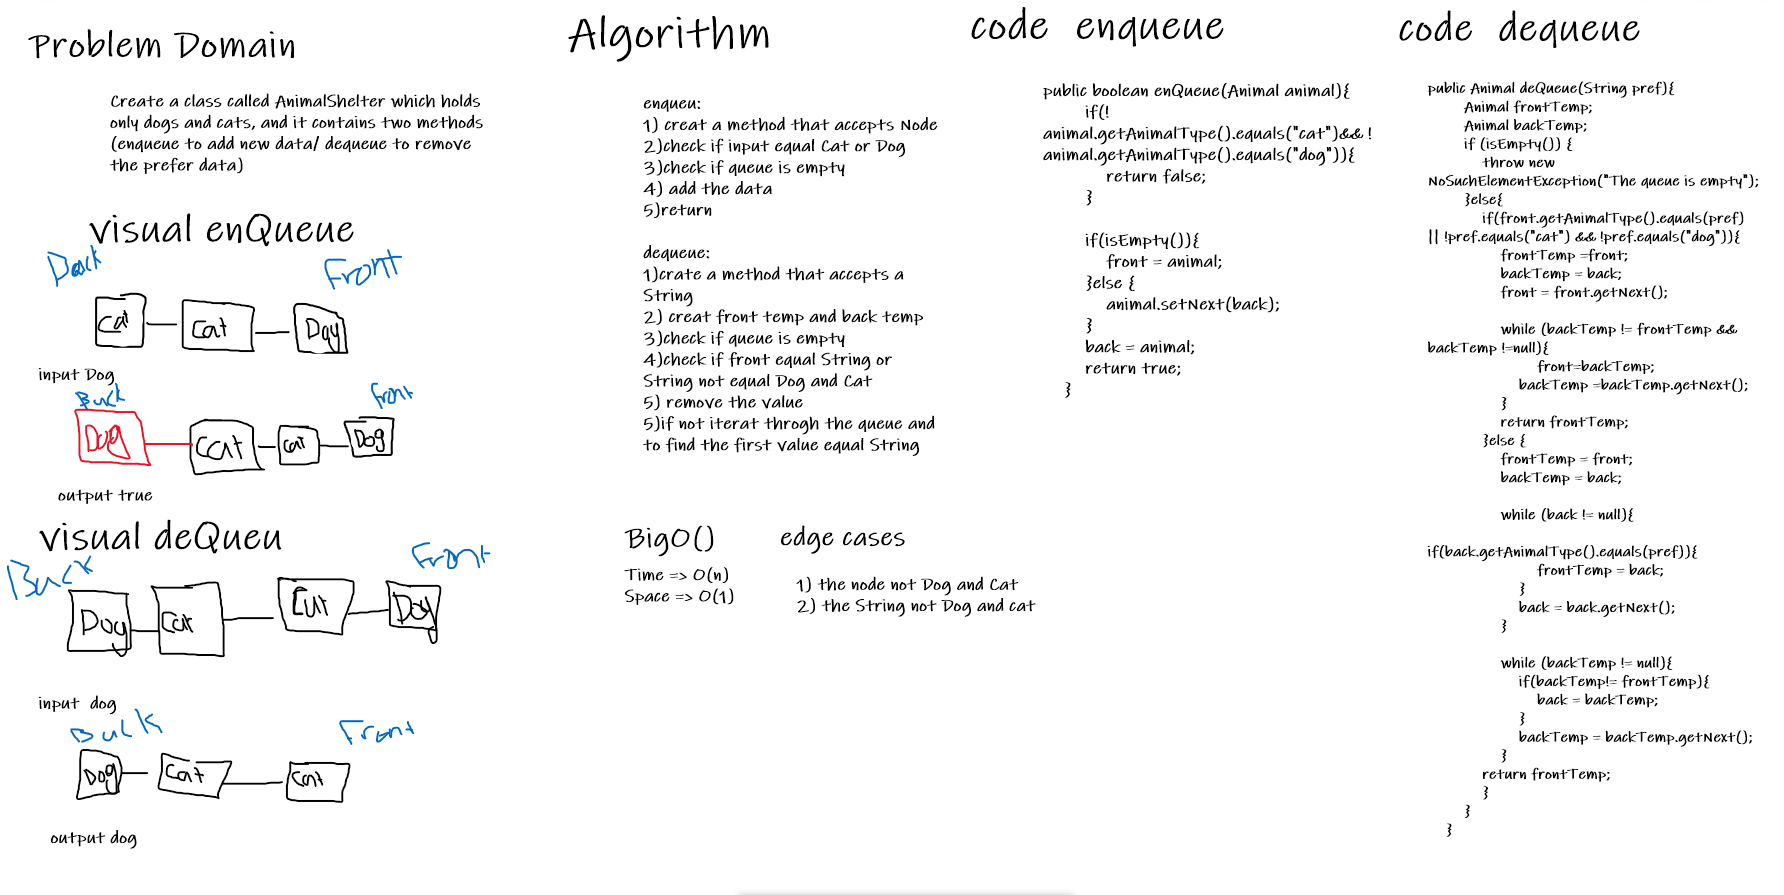 Problem Domain
Create a class called AnimalShelter which holds
only dogs and cats, and it contains two methods
(enqueue to add new data/ dequeue to remove
the prefer data)
visual enQueue
Back
Front
Cat
Cat
Dog
input Dog
Back
Front
Dog
Cat
Cat
Dog
output true
visual deQueu
Back
Front
Dog
Cat
Cat
Dog
input dog
Back
Front
Dog
Cat
Cat
output dog
Algorithm
enqueu:
1) creat a method that accepts Node
2)check if input equal Cat or Dog
3)check if queue is empty
4) add the data
5)return
dequeue:
1)crate a method that accepts a
String
2) creat front temp and back temp
3)check if queue is empty
4)check if front equal String or
String not equal Dog and Cat
5) remove the value
5)if not iterat throgh the queue and
to find the first value equal String
BigO()
Time => O(n)
Space => O(1)
edge cases
1) the node not Dog and Cat
2) the String not Dog and cat
code enqueue
public boolean enQueue(Animal animal){
if(!
animal.getAnimalType().equals("cat")&& !
animal.getAnimalType().equals("dog")){
return false;
}
if(isEmpty()){
front = animal;
}else {
animal.setNext(back);
}
back = animal;
return true;
}
code dequeue
public Animal deQueue(String pref){
Animal frontTemp;
Animal backTemp;
if (isEmpty()) {
throw new
NoSuchElementException("The queue is empty");
}else{
if(front.getAnimalType().equals(pref)
|| !pref.equals("cat") && !pref.equals("dog")){
frontTemp =front;
backTemp = back;
front = front.getNext();
while (backTemp != frontTemp &&
backTemp !=null){
front=backTemp;
backTemp =backTemp.getNext();
}
return frontTemp;
}else {
frontTemp = front;
backTemp = back;
while (back != null){
if(back.getAnimalType().equals(pref)){
frontTemp = back;
}
back = back.getNext();
}
while (backTemp != null){
if(backTemp!= frontTemp){
back = backTemp;
}
backTemp = backTemp.getNext();
}
return frontTemp;
}
}
}